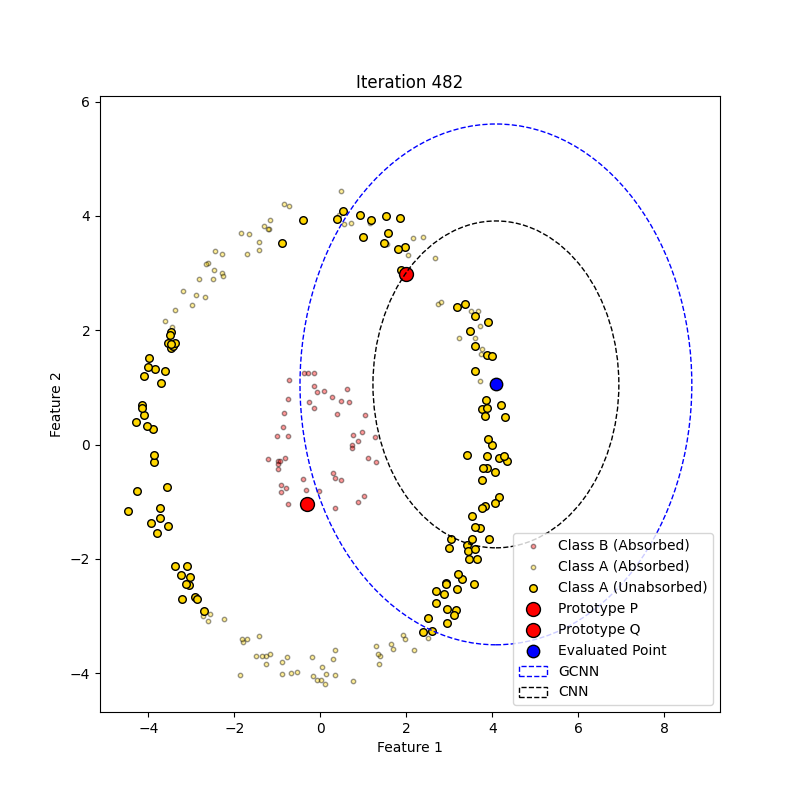 Iteration 482
6
4
2
0
−2
−4
Feature 2
−4
−2
0
2
4
6
8
Feature 1
Class B (Absorbed)
Class A (Absorbed)
Class A (Unabsorbed)
Prototype P
Prototype Q
Evaluated Point
GCNN
CNN